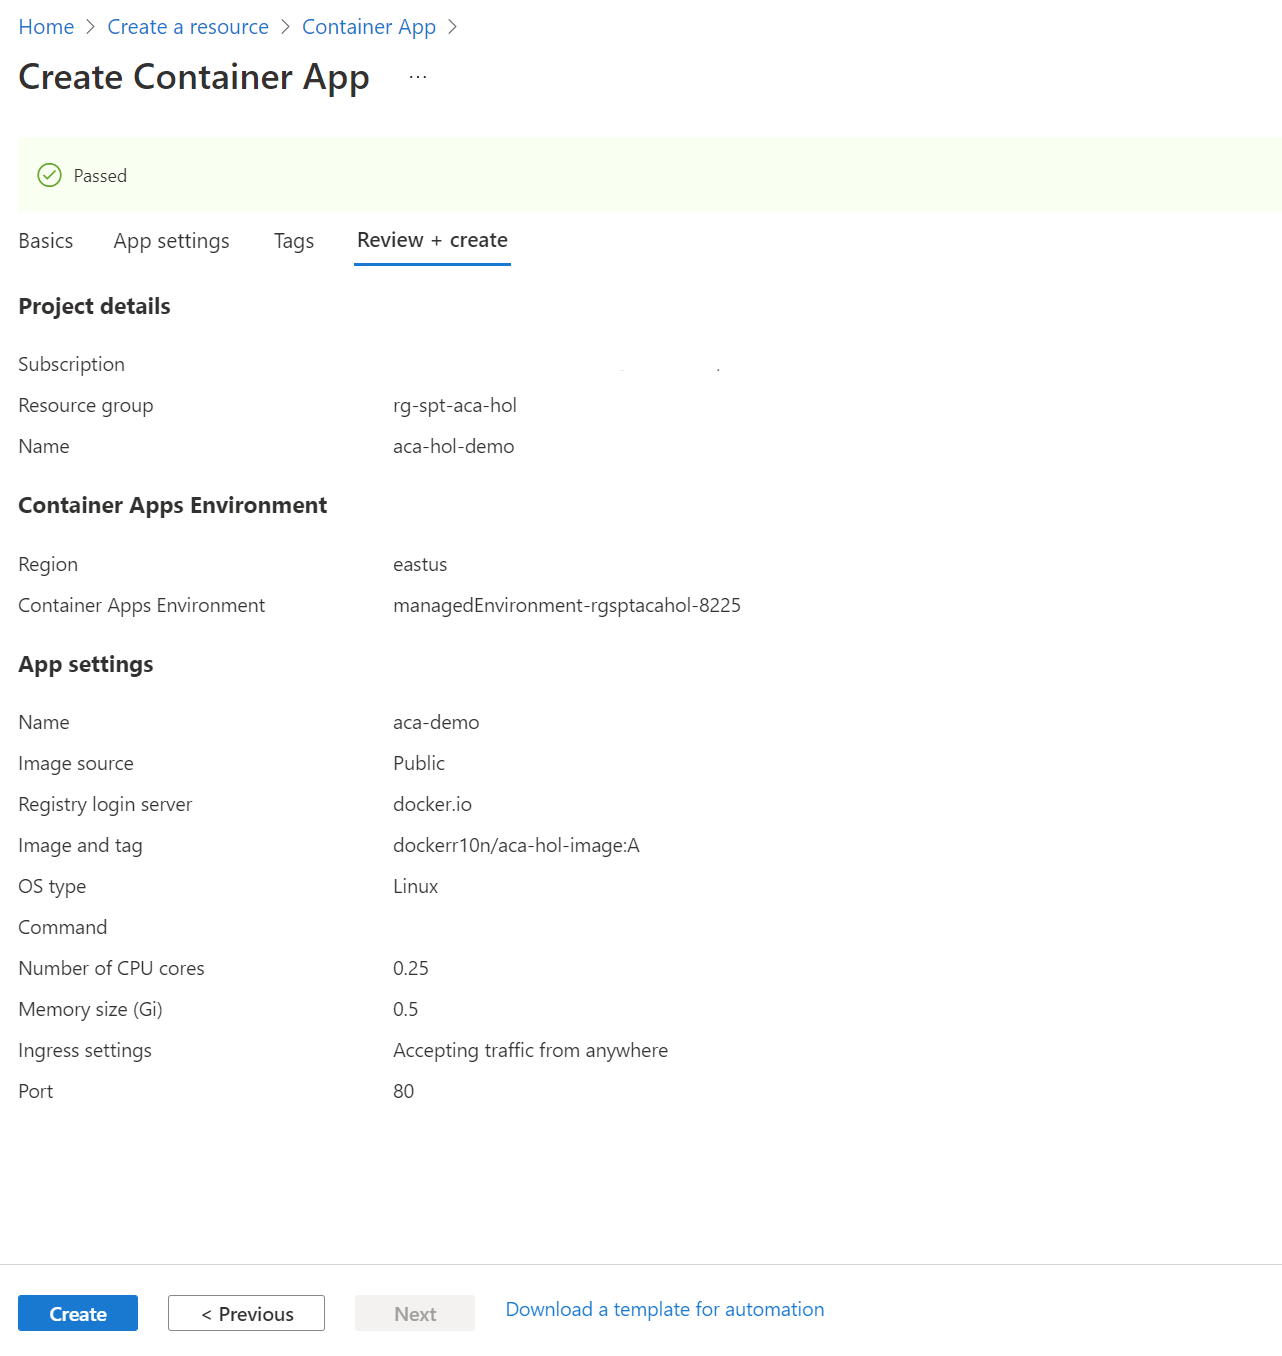 Home > Create a resource > Container App >
Create Container App ...
Passed
Basics App settings Tags Review + create
Project details
Subscription
Resource group rg-spt-aca-hol
Name aca-hol-demo
Container Apps Environment
Region eastus
Container Apps Environment managedEnvironment-rgsptacahol-8225
App settings
Name aca-demo
Image source Public
Registry login server docker.io
Image and tag dockerr10n/aca-hol-image:A
OS type Linux
Command
Number of CPU cores 0.25
Memory size (Gi) 0.5
Ingress settings Accepting traffic from anywhere
Port 80
Create < Previous Next Download a template for automation